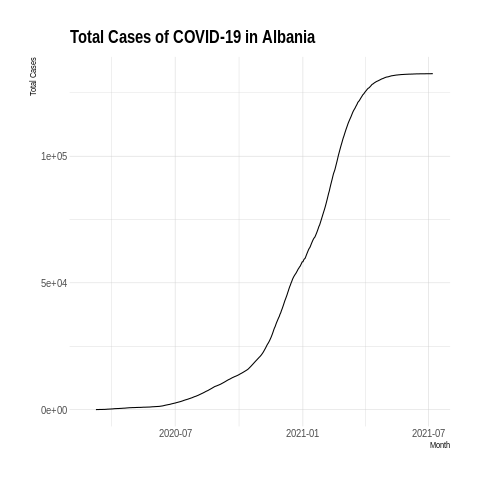 Total Cases of COVID-19 in Albania
Total Cases
1e+05
5e+04
0e+00
2020-07
2021-01
2021-07
Month